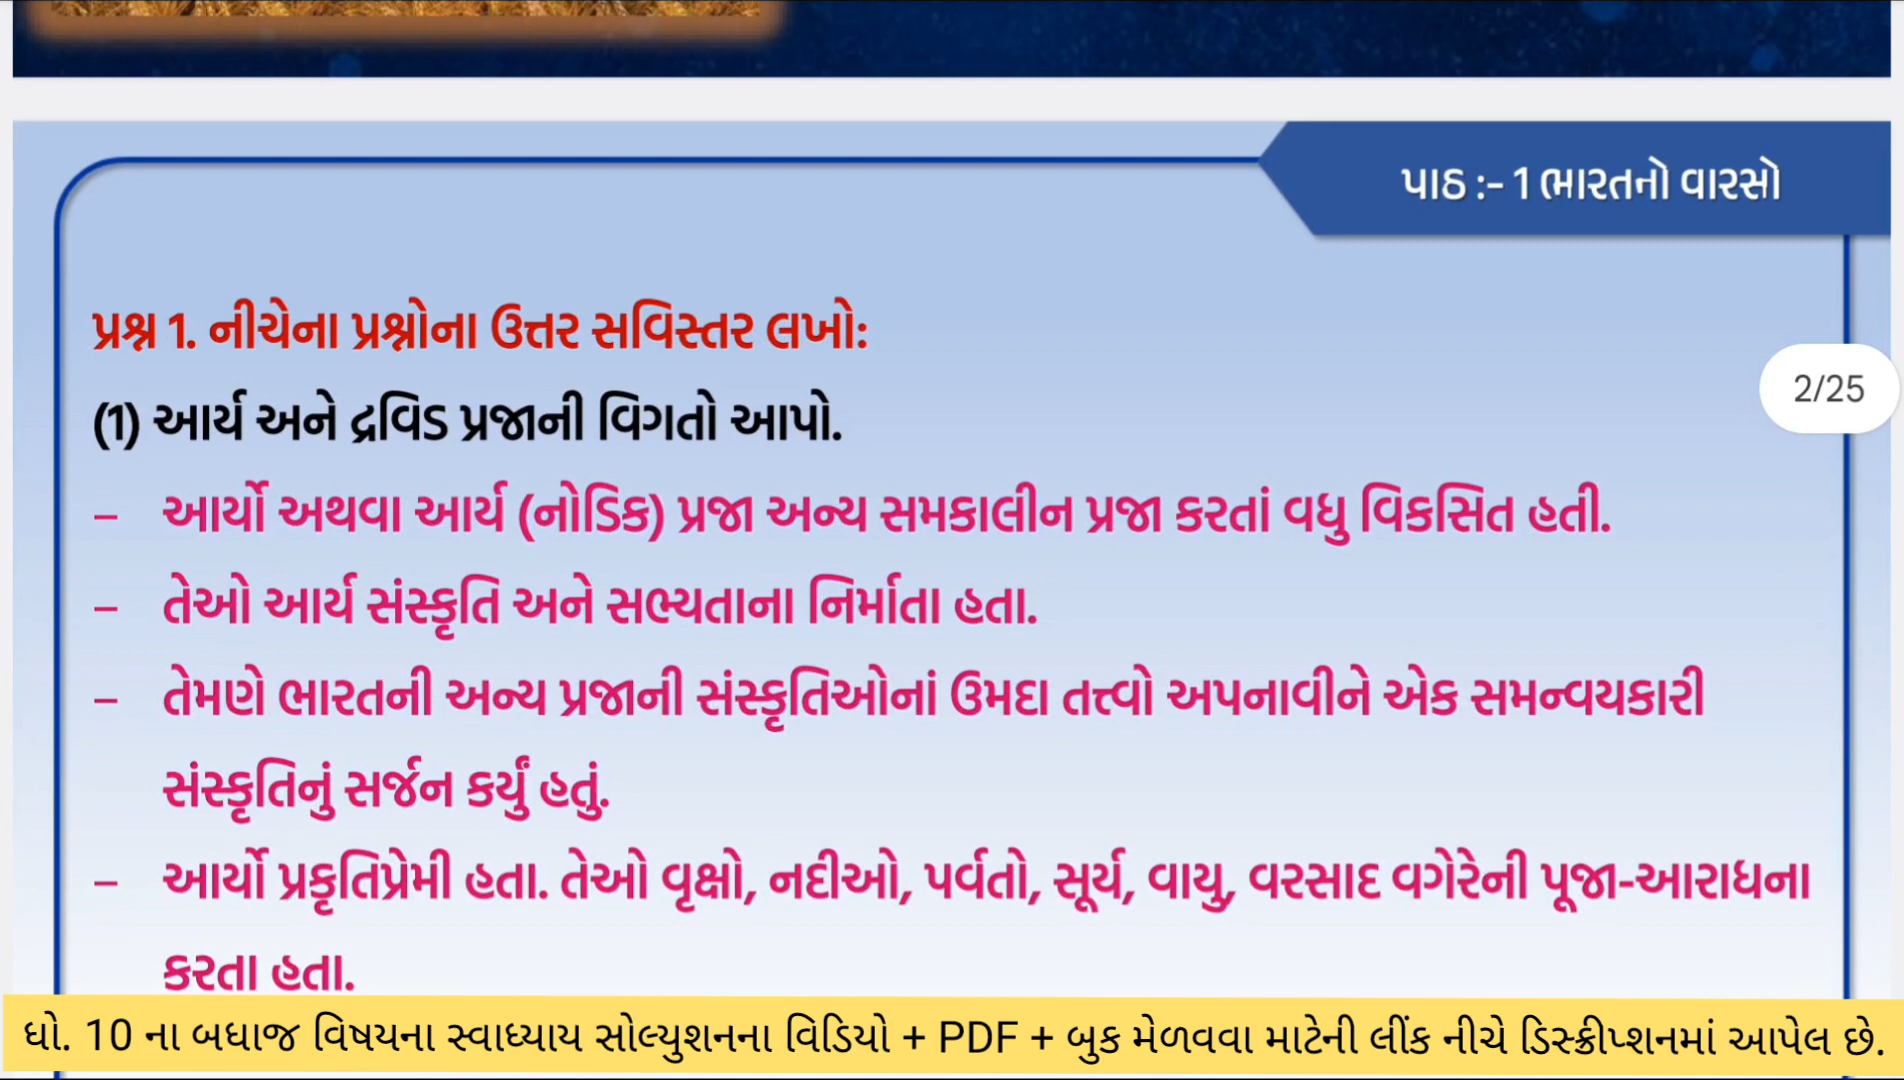 પાઠ :- 1 ભારતનો વારસો
પ્રશ્ન 1. નીચેના પ્રશ્નોના ઉત્તર સવિસ્તર લખો:
(1) આર્ય અને દ્રવિડ પ્રજાની વિગતો આપો.
2/25
– આર્યો અથવા આર્ય (નોર્ડિક) પ્રજા અન્ય સમકાલીન પ્રજા કરતાં વધુ વિકસિત હતી.
– તેઓ આર્ય સંસ્કૃતિ અને સભ્યતાના નિર્માતા હતા.
– તેમણે ભારતની અન્ય પ્રજાની સંસ્કૃતિઓનાં ઉમદા તત્ત્વો અપનાવીને એક સમન્વયકારી
સંસ્કૃતિનું સર્જન કર્યું હતું.
– આર્યો પ્રકૃતિપ્રેમી હતા. તેઓ વૃક્ષો, નદીઓ, પર્વતો, સૂર્ય, વાયુ, વરસાદ વગેરેની પૂજા-આરાધના
કરતા હતા.
ધો. 10 ના બધાજ વિષયના સ્વાધ્યાય સોલ્યુશનના વિડિયો + PDF + બુક મેળવવા માટેની લીંક નીચે ડિસ્ક્રીપ્શનમાં આપેલ છે.